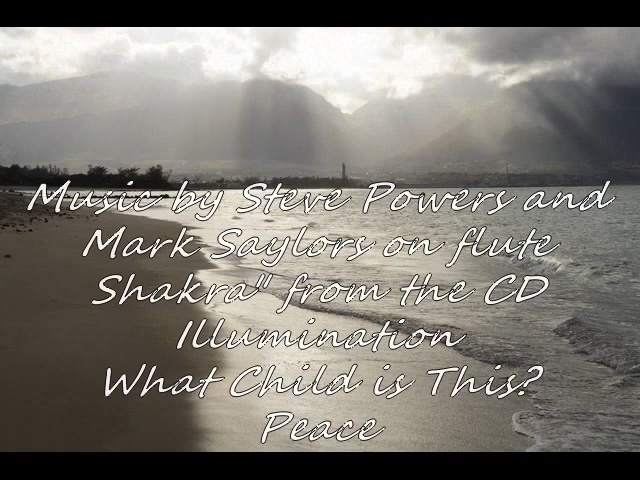 Music by Steve Powers and
Mark Saylors on flute
Shakra" from the CD
Illumination
What Child is This?
Peace